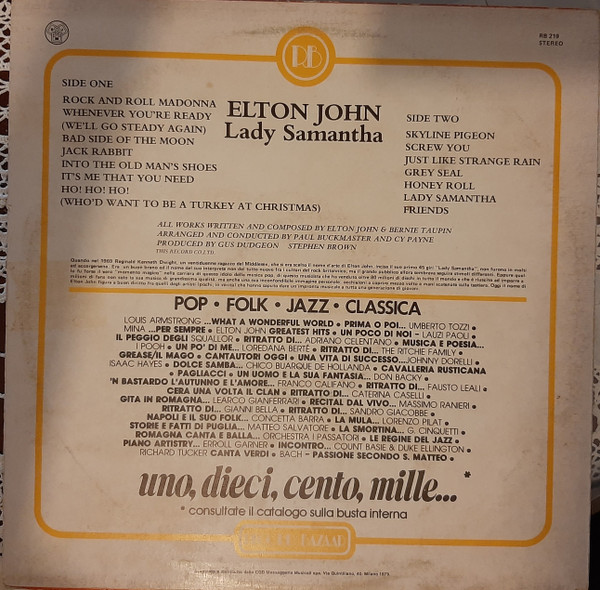 RB
RB 219
STEREO
SIDE ONE
ROCK AND ROLL MADONNA
WHENEVER YOU'RE READY
(WE'LL GO STEADY AGAIN)
BAD SIDE OF THE MOON
JACK RABBIT
INTO THE OLD MAN'S SHOES
IT'S ME THAT YOU NEED
HO! HO! HO!
(WHO'D WANT TO BE A TURKEY AT CHRISTMAS)
ELTON JOHN
Lady Samantha
SIDE TWO
SKYLINE PIGEON
SCREW YOU
JUST LIKE STRANGE RAIN
GREY SEAL
HONEY ROLL
LADY SAMANTHA
FRIENDS
ALL WORKS WRITTEN AND COMPOSED BY ELTON JOHN & BERNIE TAUPIN
ARRANGED AND CONDUCTED BY PAUL BUCKMASTER AND CY PAYNE
PRODUCED BY GUS DUDGEON STEPHEN BROWN
THIS RECORD CO. LTD.
POP • FOLK • JAZZ • CLASSICA
LOUIS ARMSTRONG ...WHAT A WONDERFUL WORLD • PRIMA O POI... UMBERTO TOZZI •
MINA ...PER SEMPRE • ELTON JOHN GREATEST HITS • UN POCO DI NOI - LAUZI PAOLI •
IL PEGGIO DEGLI SQUALLOR • RITRATTO DI... ADRIANO CELENTANO • MUSICA E POESIA...
I POOH • UN PO' DI ME... LOREDANA BERTÈ • RITRATTO DI... THE RITCHIE FAMILY •
GREASE/IL MAGO • CANTAUTORI OGGI • UNA VITA DI SUCCESSO...JOHNNY DORELLI •
ISAAC HAYES • DOLCE SAMBA... CHICO BUARQUE DE HOLLANDA • CAVALLERIA RUSTICANA
• PAGLIACCI • UN UOMO E LA SUA FANTASIA... DON BACKY •
'N BASTARDO L'AUTUNNO E L'AMORE... FRANCO CALIFANO • RITRATTO DI... FAUSTO LEALI •
C'ERA UNA VOLTA IL CLAN • RITRATTO DI... CATERINA CASELLI •
GITA IN ROMAGNA... LEARCO GIANFERRARI • RECITAL DAL VIVO... MASSIMO RANIERI •
RITRATTO DI... GIANNI BELLA • RITRATTO DI... SANDRO GIACOBBE •
NAPOLI E IL SUO FOLK... CONCETTA BARRA • LA MULA... LORENZO PILAT •
STORIE E FATTI DI PUGLIA... MATTEO SALVATORE • LA SMORTINA... G. CINQUETTI •
ROMAGNA CANTA E BALLA... ORCHESTRA I PASSATORI • LE REGINE DEL JAZZ •
PIANO ARTISTRY... ERROLL GARNER • INCONTRO... COUNT BASIE & DUKE ELLINGTON •
RICHARD TUCKER CANTA VERDI • BACH - PASSIONE SECONDO S. MATTEO •
uno, dieci, cento, mille...*
* consultate il catalogo sulla busta interna
BAZAAR